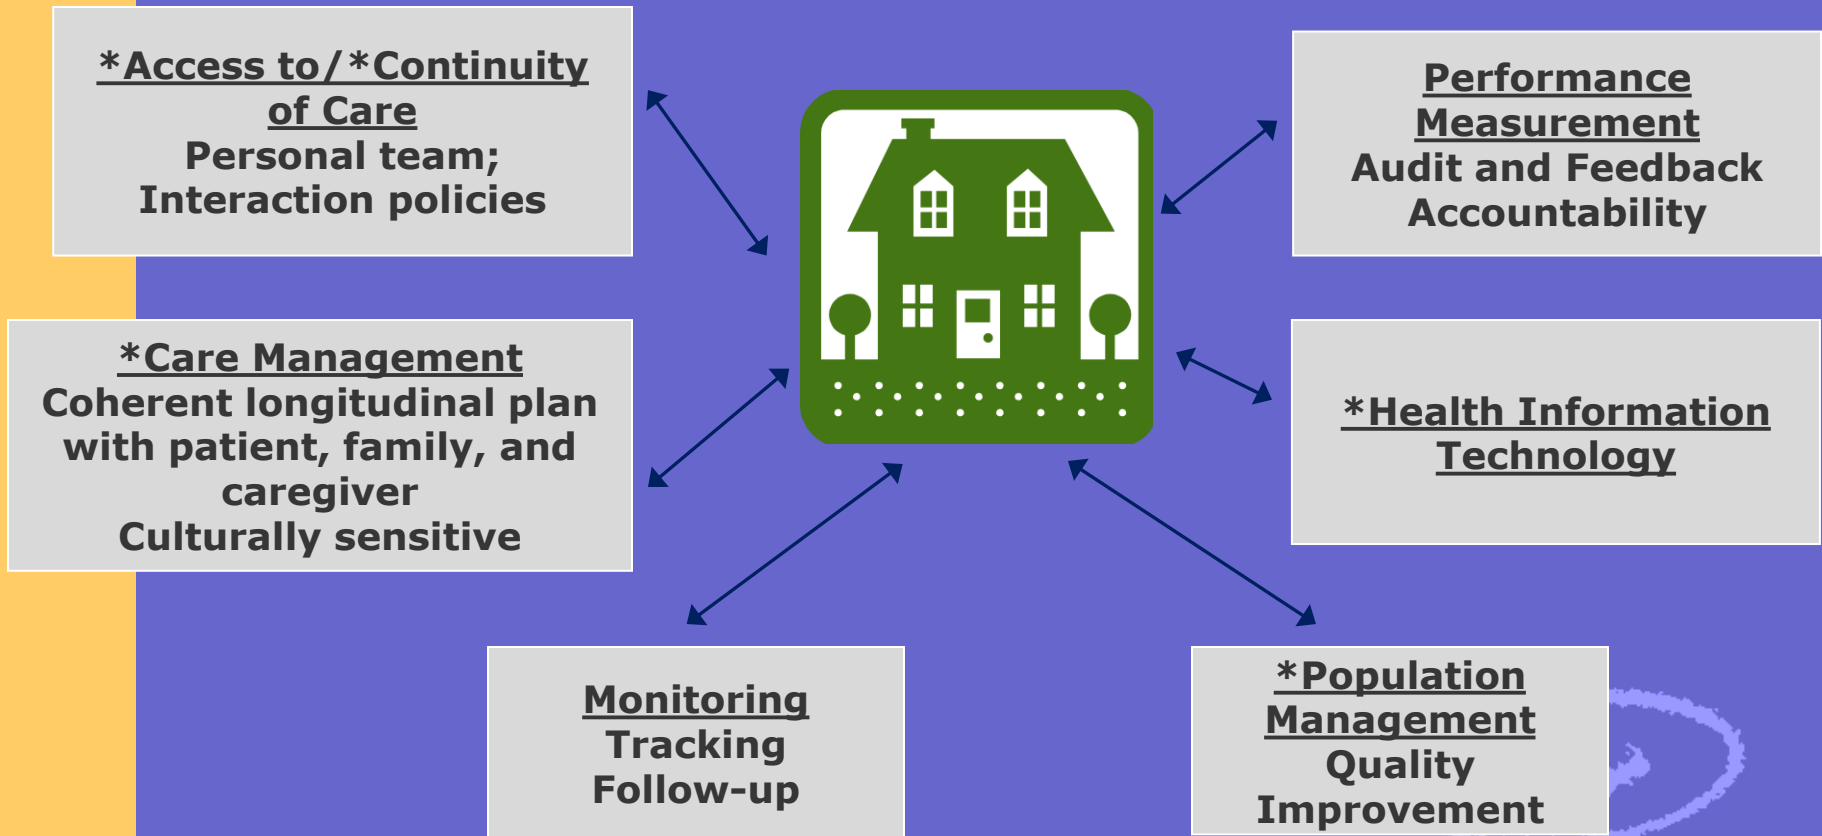 *Access to/*Continuity
of Care
Personal team;
Interaction policies
Performance
Measurement
Audit and Feedback
Accountability
*Care Management
Coherent longitudinal plan
with patient, family, and
caregiver
Culturally sensitive
*Health Information
Technology
Monitoring
Tracking
Follow-up
*Population
Management
Quality
Improvement